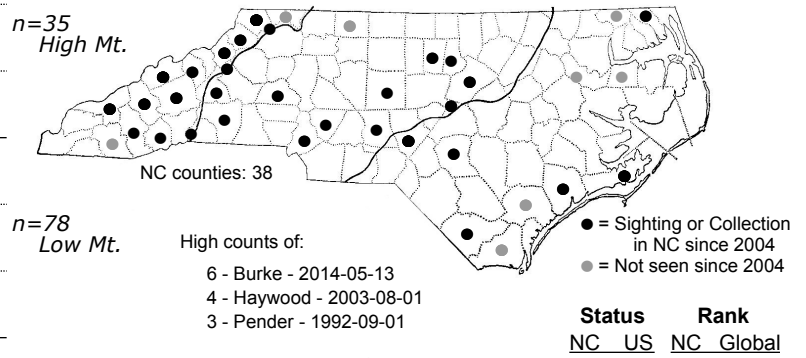 n=35
High Mt.
NC counties: 38
n=78
Low Mt.
High counts of:
6 - Burke - 2014-05-13
4 - Haywood - 2003-08-01
3 - Pender - 1992-09-01
= Sighting or Collection
in NC since 2004
= Not seen since 2004
Status Rank
NC US NC Global